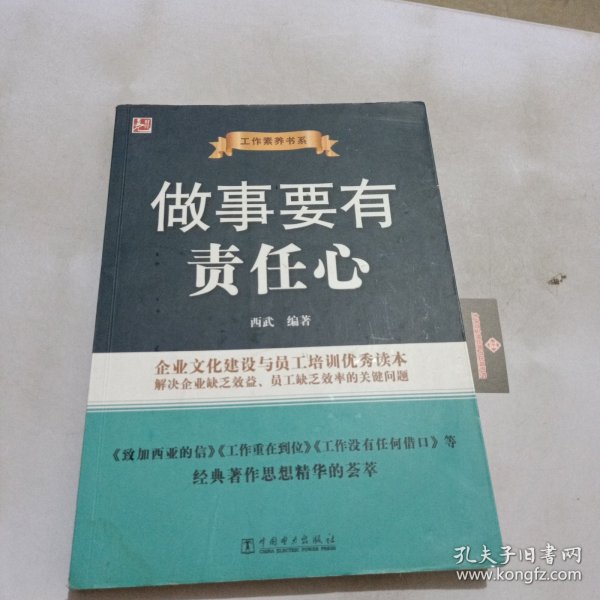 工作素养书系
做事要有
责任心
西武 编著
企业文化建设与员工培训优秀读本
解决企业缺乏效益、员工缺乏效率的关键问题
《致加西亚的信》《工作重在到位》《工作没有任何借口》等
经典著作思想精华的荟萃
中国电力出版社
CHINA ELECTRIC POWER PRESS
孔夫子旧书网
www.kongfz.com